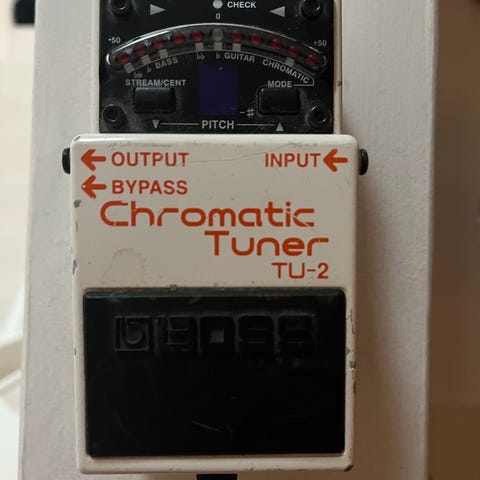 CHECK
-50 0 +50
♭♭ ♭ BASS ♭♭ ♭ GUITAR CHROMATIC
STREAM/CENT MODE
-#
▼ PITCH ▲
← OUTPUT INPUT ←
← BYPASS
Chromatic
Tuner
TU-2
BOSS